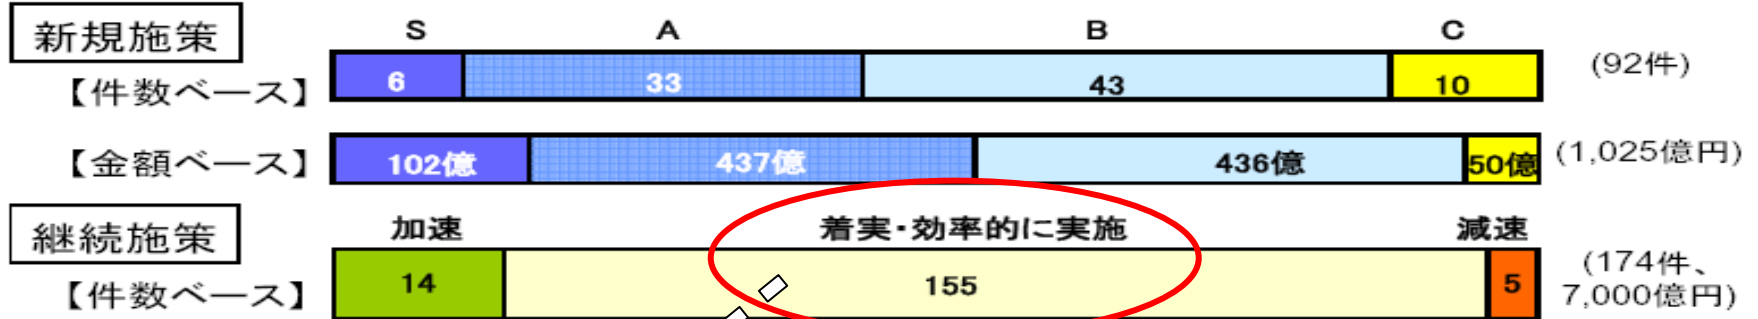 新規施策
S A B C
【件数ベース】 6 33 43 10 (92件)
【金額ベース】 102億 437億 436億 50億 (1,025億円)
継続施策 加速 着実・効率的に実施 減速
【件数ベース】 14 155 5 (174件、
7,000億円)